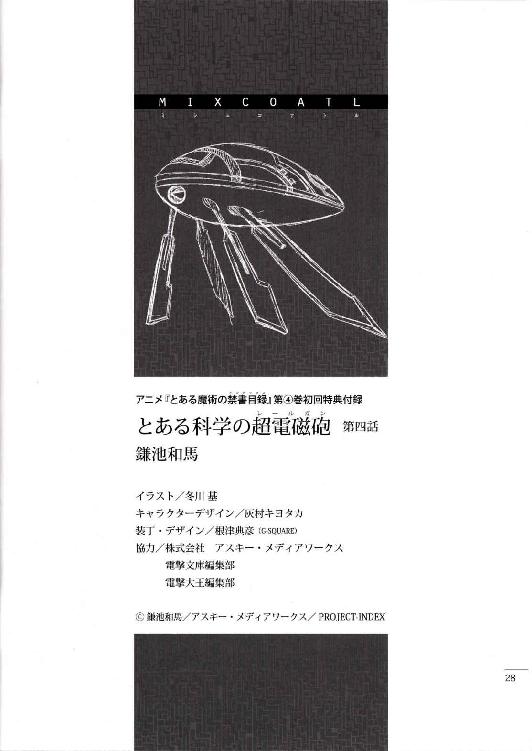 MIXCOATL
ミシュコアトル
アニメ『とある魔術の禁書目録』第④巻初回特典付録
レールガン
とある科学の超電磁砲 第四話
鎌池和馬
イラスト／冬川 基
キャラクターデザイン／灰村キヨタカ
装丁・デザイン／根津典彦 (G-SQUARE)
協力／株式会社 アスキー・メディアワークス
電撃文庫編集部
電撃大王編集部
© 鎌池和馬／アスキー・メディアワークス／PROJECT-INDEX
28